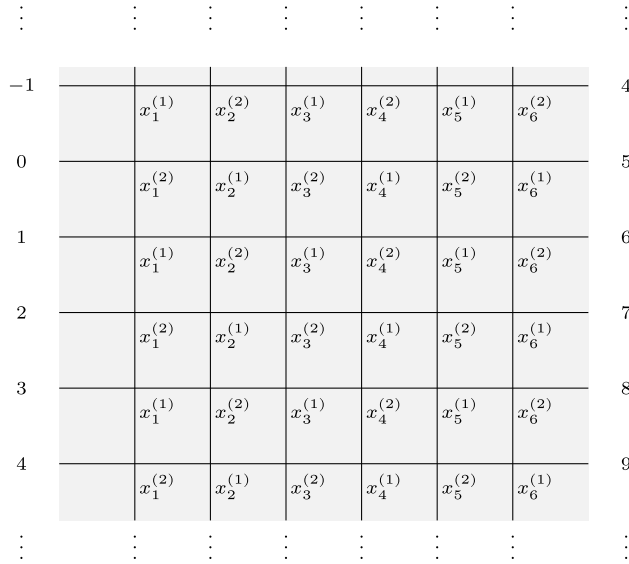 ⋮ ⋮ ⋮ ⋮ ⋮ ⋮ ⋮ ⋮
−1 4
x_1^{(1)} x_2^{(2)} x_3^{(1)} x_4^{(2)} x_5^{(1)} x_6^{(2)}
0 5
x_1^{(2)} x_2^{(1)} x_3^{(2)} x_4^{(1)} x_5^{(2)} x_6^{(1)}
1 6
x_1^{(1)} x_2^{(2)} x_3^{(1)} x_4^{(2)} x_5^{(1)} x_6^{(2)}
2 7
x_1^{(2)} x_2^{(1)} x_3^{(2)} x_4^{(1)} x_5^{(2)} x_6^{(1)}
3 8
x_1^{(1)} x_2^{(2)} x_3^{(1)} x_4^{(2)} x_5^{(1)} x_6^{(2)}
4 9
x_1^{(2)} x_2^{(1)} x_3^{(2)} x_4^{(1)} x_5^{(2)} x_6^{(1)}
⋮ ⋮ ⋮ ⋮ ⋮ ⋮ ⋮ ⋮